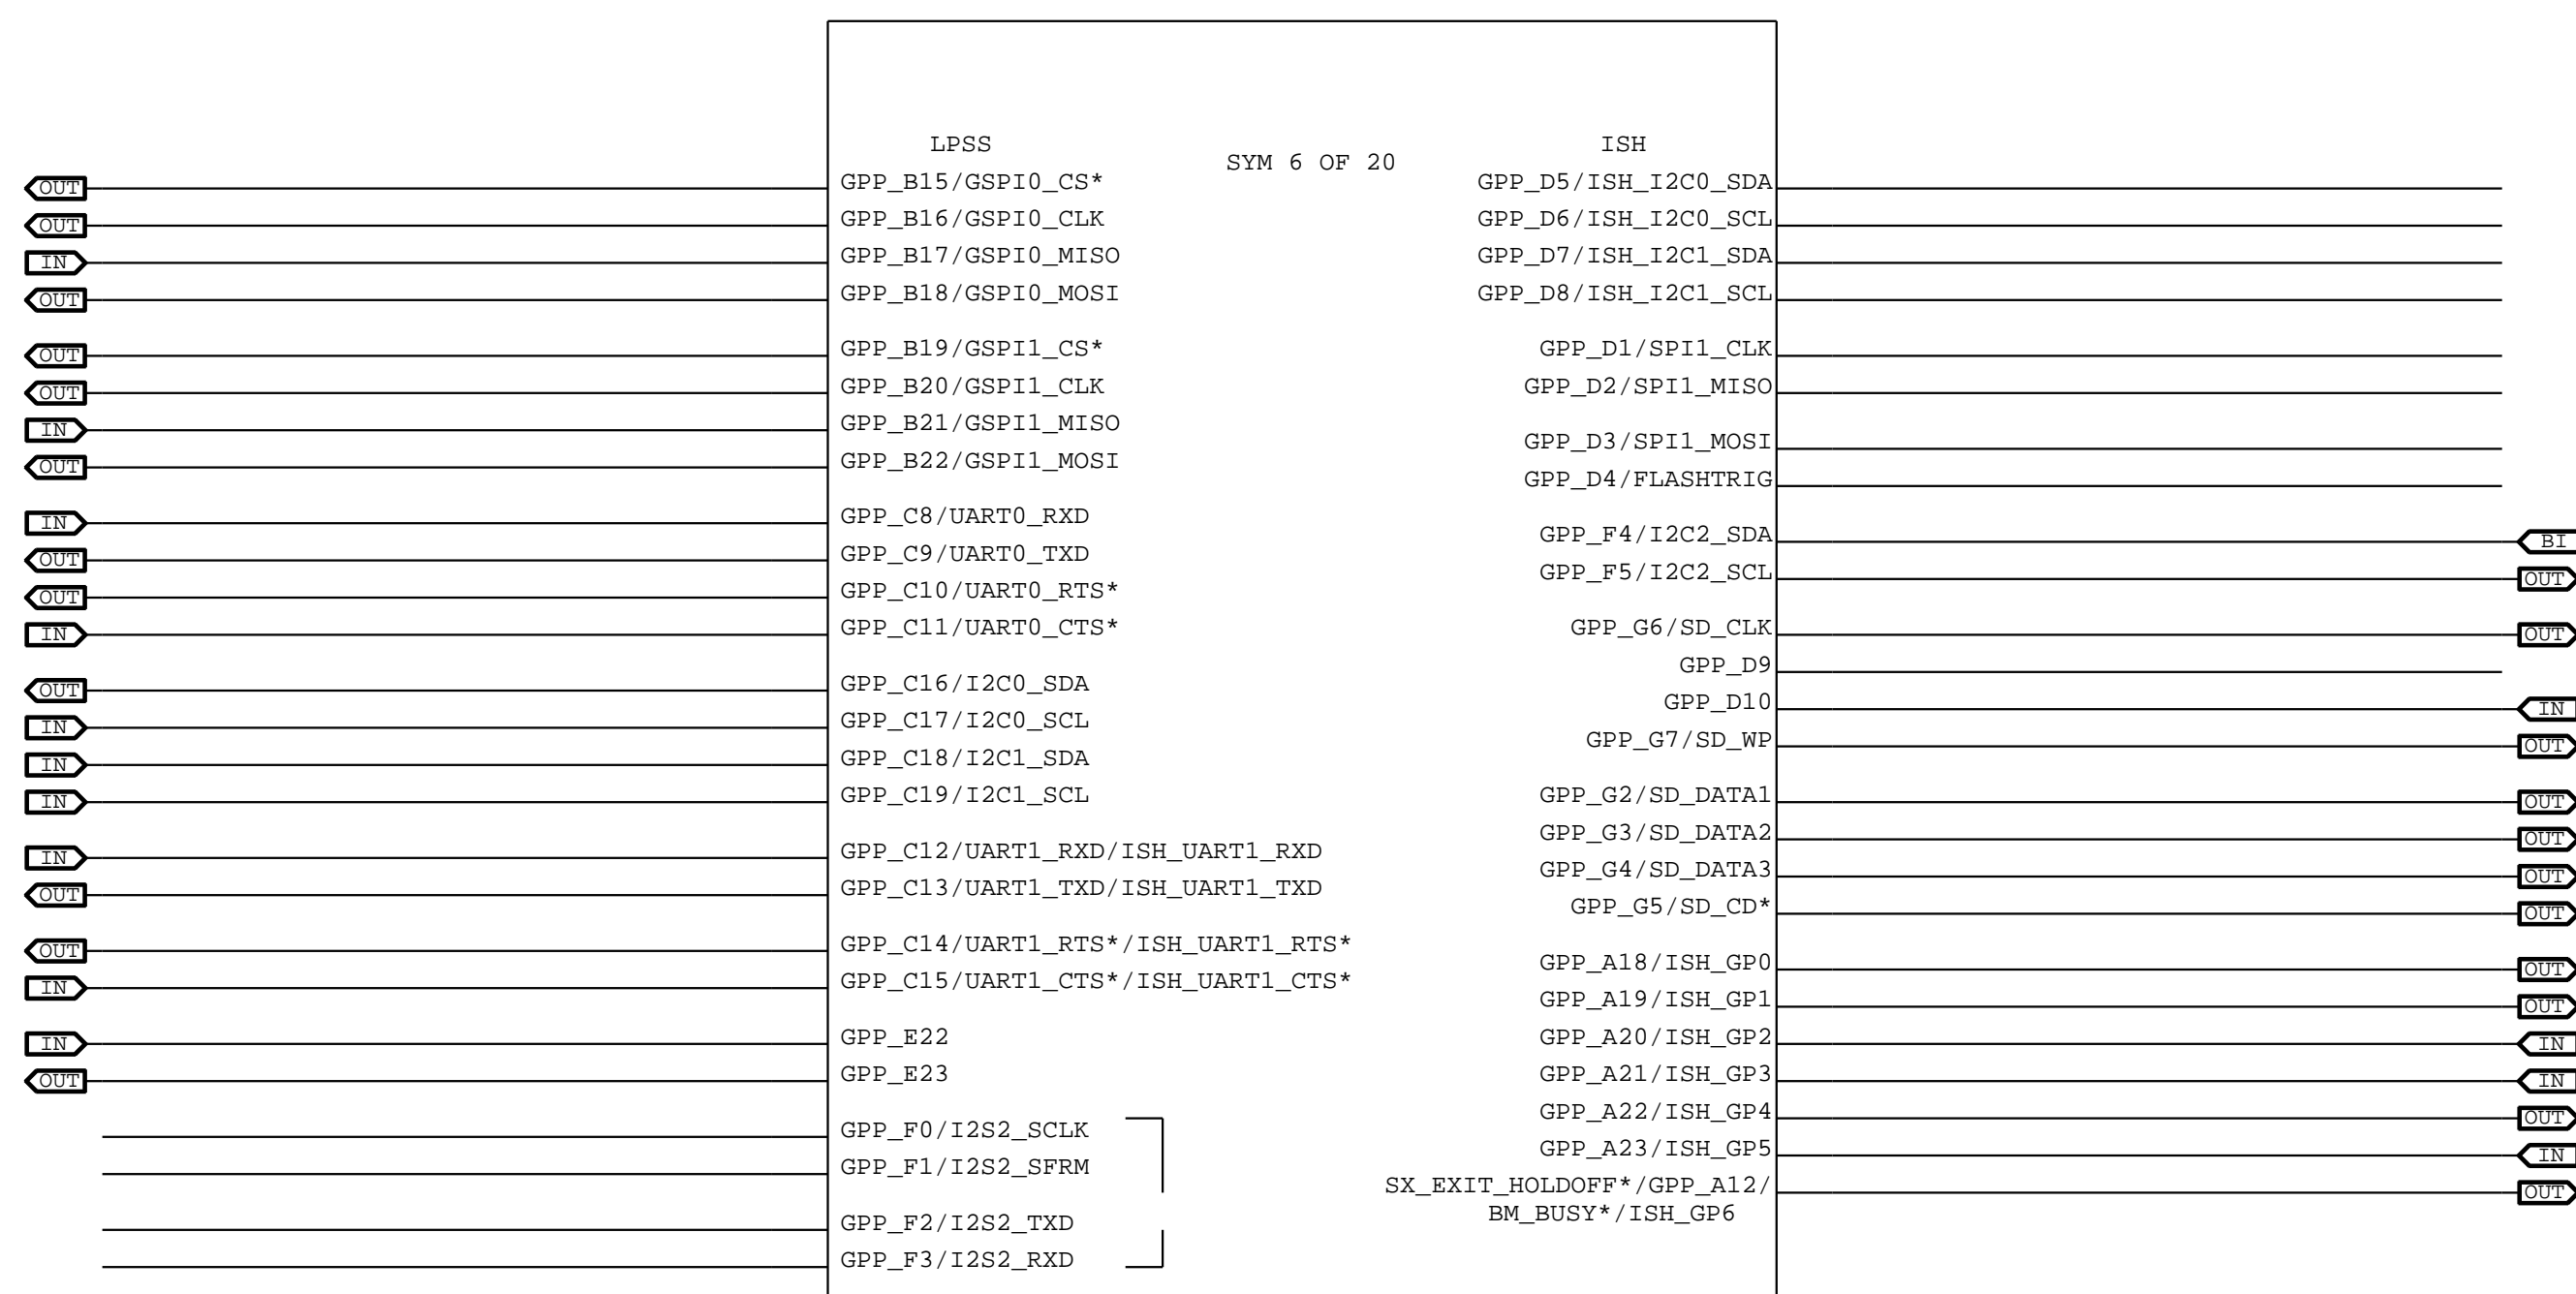 LPSS
SYM 6 OF 20
ISH
OUT GPP_B15/GSPI0_CS* GPP_D5/ISH_I2C0_SDA
OUT GPP_B16/GSPI0_CLK GPP_D6/ISH_I2C0_SCL
IN GPP_B17/GSPI0_MISO GPP_D7/ISH_I2C1_SDA
OUT GPP_B18/GSPI0_MOSI GPP_D8/ISH_I2C1_SCL
OUT GPP_B19/GSPI1_CS* GPP_D1/SPI1_CLK
OUT GPP_B20/GSPI1_CLK GPP_D2/SPI1_MISO
IN GPP_B21/GSPI1_MISO
GPP_D3/SPI1_MOSI
OUT GPP_B22/GSPI1_MOSI
GPP_D4/FLASHTRIG
IN GPP_C8/UART0_RXD
GPP_F4/I2C2_SDA BI
OUT GPP_C9/UART0_TXD
GPP_F5/I2C2_SCL OUT
OUT GPP_C10/UART0_RTS*
IN GPP_C11/UART0_CTS* GPP_G6/SD_CLK OUT
GPP_D9
OUT GPP_C16/I2C0_SDA
GPP_D10 IN
IN GPP_C17/I2C0_SCL
GPP_G7/SD_WP OUT
IN GPP_C18/I2C1_SDA
IN GPP_C19/I2C1_SCL GPP_G2/SD_DATA1 OUT
GPP_G3/SD_DATA2 OUT
IN GPP_C12/UART1_RXD/ISH_UART1_RXD
GPP_G4/SD_DATA3 OUT
OUT GPP_C13/UART1_TXD/ISH_UART1_TXD
GPP_G5/SD_CD* OUT
OUT GPP_C14/UART1_RTS*/ISH_UART1_RTS*
GPP_A18/ISH_GP0 OUT
IN GPP_C15/UART1_CTS*/ISH_UART1_CTS*
GPP_A19/ISH_GP1 OUT
IN GPP_E22 GPP_A20/ISH_GP2 IN
OUT GPP_E23 GPP_A21/ISH_GP3 IN
GPP_A22/ISH_GP4 OUT
GPP_F0/I2S2_SCLK
GPP_A23/ISH_GP5 IN
GPP_F1/I2S2_SFRM
SX_EXIT_HOLDOFF*/GPP_A12/ OUT
BM_BUSY*/ISH_GP6
GPP_F2/I2S2_TXD
GPP_F3/I2S2_RXD